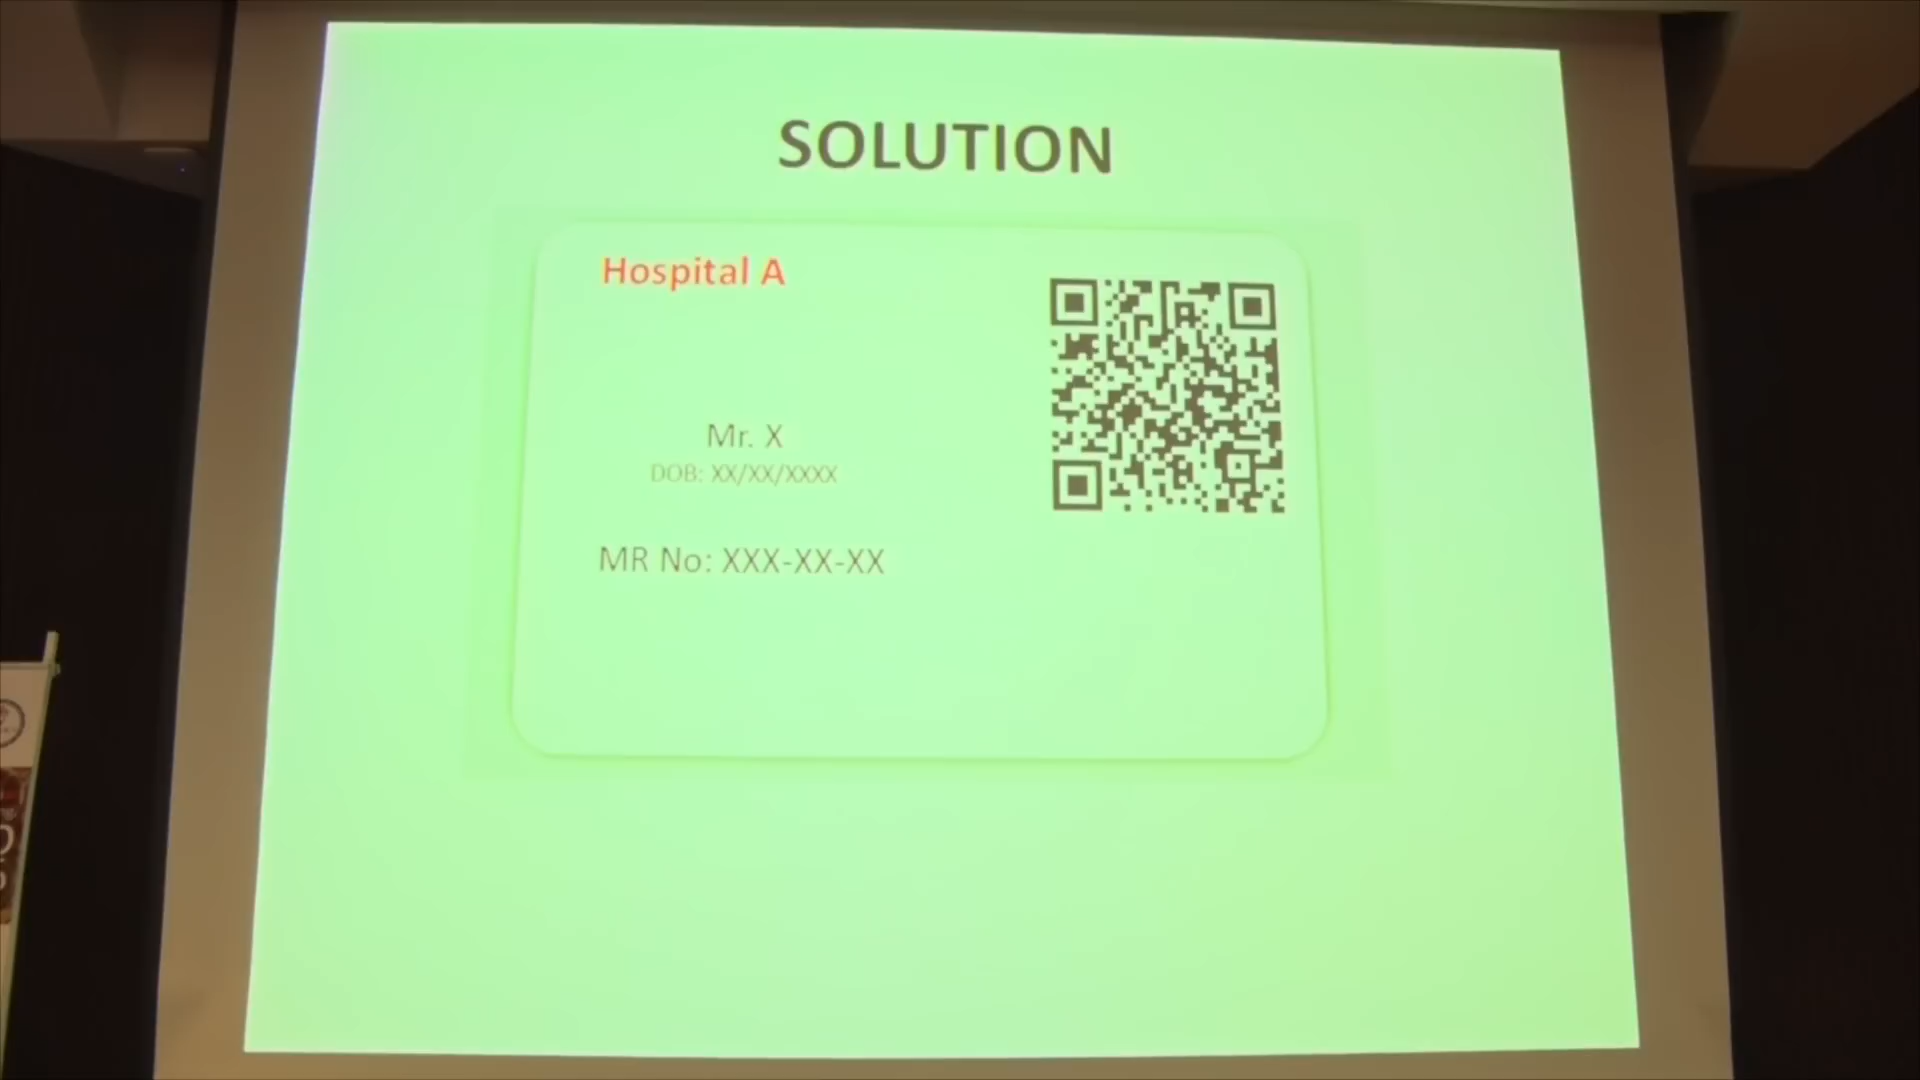 SOLUTION
Hospital A
Mr. X
DOB: XX/XX/XXXX
MR No: XXX-XX-XX